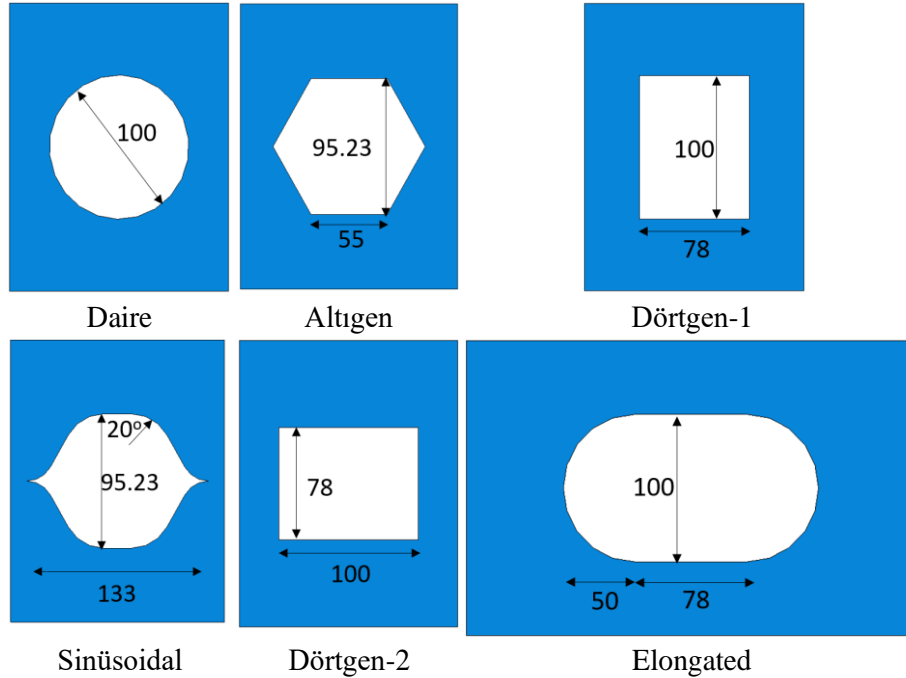 100
95.23
55
100
78
Daire
Altıgen
Dörtgen-1
20º
95.23
133
78
100
100
50
78
Sinüsoidal
Dörtgen-2
Elongated